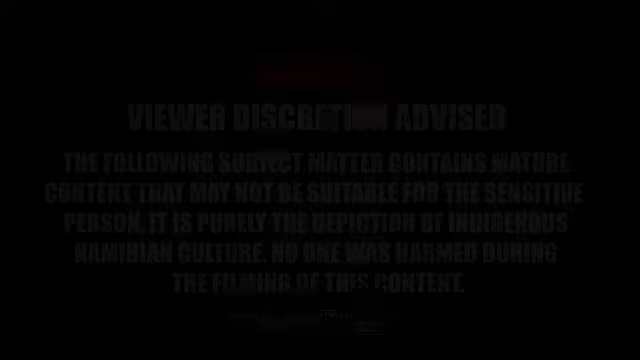 VIEWER DISCRETION ADVISED
THE FOLLOWING SUBJECT MATTER CONTAINS MATURE
CONTENT THAT MAY NOT BE SUITABLE FOR THE SENSITIVE
PERSON. IT IS PURELY THE DEPICTION OF INDIGENOUS
NAMIBIAN CULTURE. NO ONE WAS HARMED DURING
THE FILMING OF THIS CONTENT.